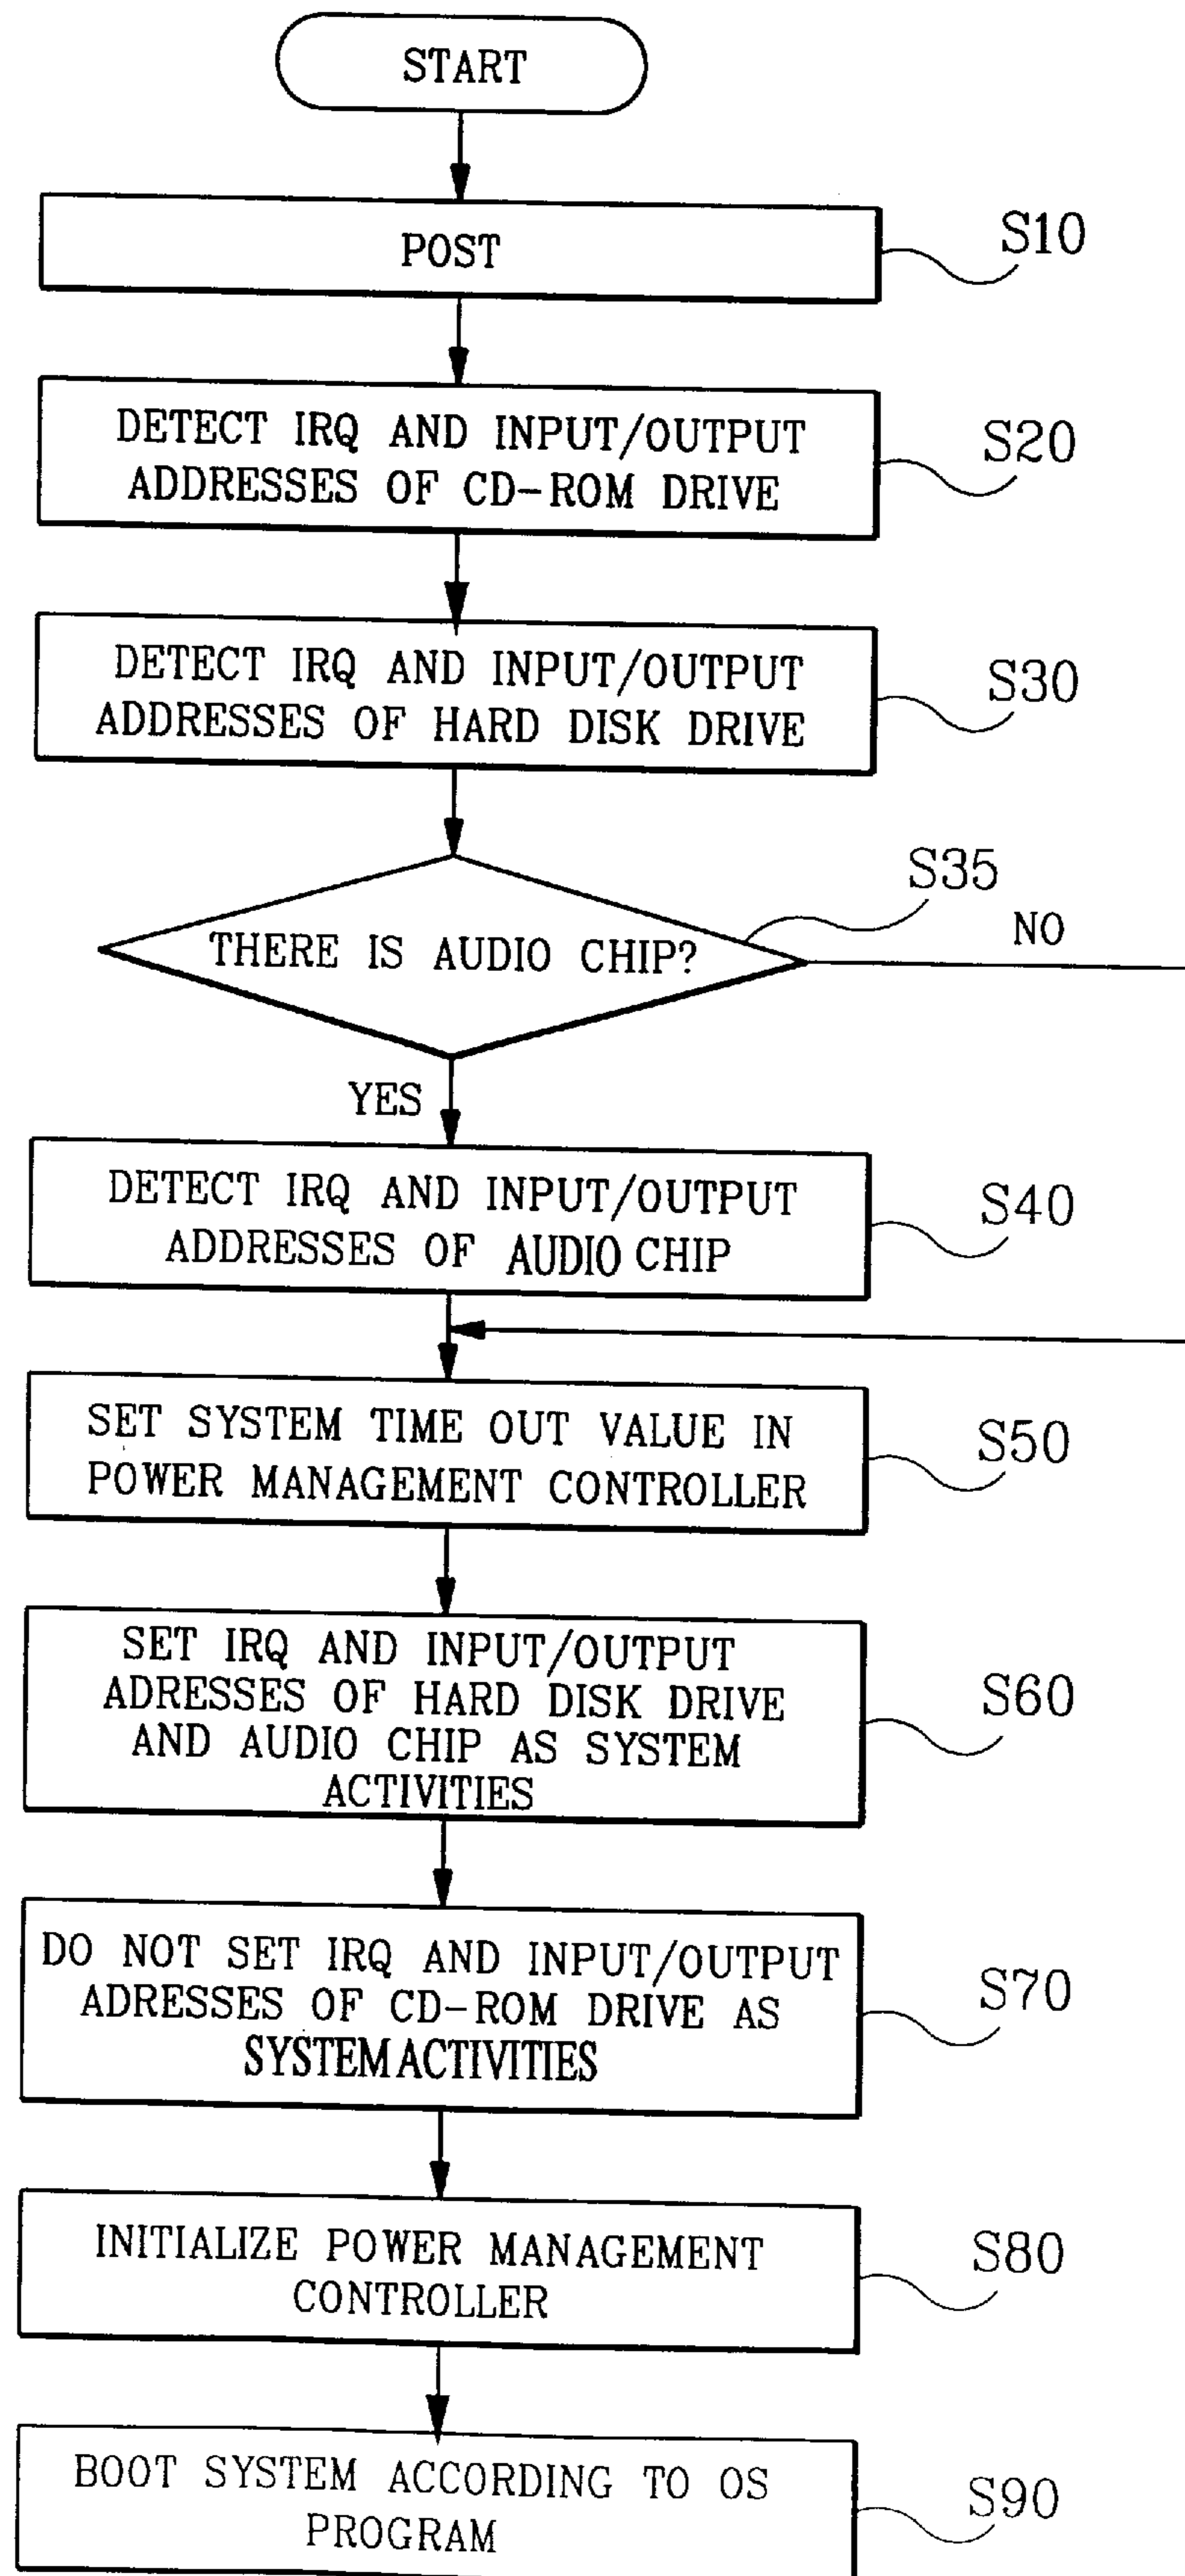 START
POST
S10
DETECT IRQ AND INPUT/OUTPUT
ADDRESSES OF CD-ROM DRIVE
S20
DETECT IRQ AND INPUT/OUTPUT
ADDRESSES OF HARD DISK DRIVE
S30
THERE IS AUDIO CHIP?
S35
NO
YES
DETECT IRQ AND INPUT/OUTPUT
ADDRESSES OF AUDIO CHIP
S40
SET SYSTEM TIME OUT VALUE IN
POWER MANAGEMENT CONTROLLER
S50
SET IRQ AND INPUT/OUTPUT
ADRESSES OF HARD DISK DRIVE
AND AUDIO CHIP AS SYSTEM
ACTIVITIES
S60
DO NOT SET IRQ AND INPUT/OUTPUT
ADRESSES OF CD-ROM DRIVE AS
SYSTEM ACTIVITIES
S70
INITIALIZE POWER MANAGEMENT
CONTROLLER
S80
BOOT SYSTEM ACCORDING TO OS
PROGRAM
S90